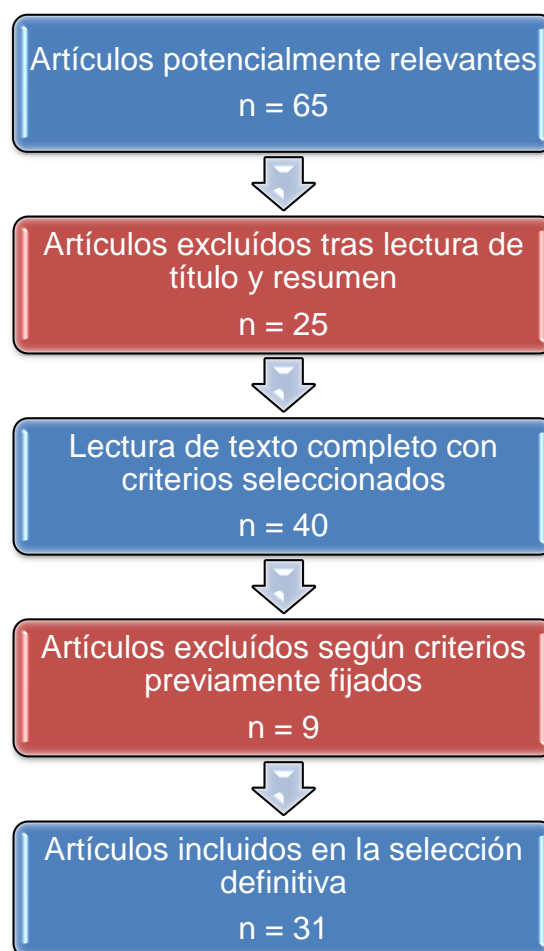 Artículos potencialmente relevantes
n = 65
Artículos excluídos tras lectura de
título y resumen
n = 25
Lectura de texto completo con
criterios seleccionados
n = 40
Artículos excluídos según criterios
previamente fijados
n = 9
Artículos incluidos en la selección
definitiva
n = 31